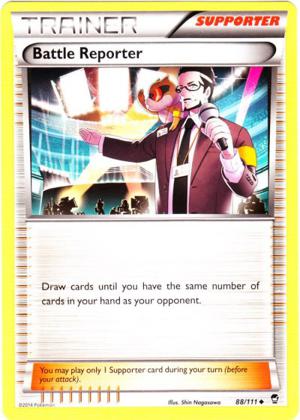 TRAINER SUPPORTER
Battle Reporter
Draw cards until you have the same number
of cards in your hand as your opponent.
You may play only 1 Supporter card during your turn (before
your attack).
©2014 Pokémon Illus. Shin Nagasawa 88/111